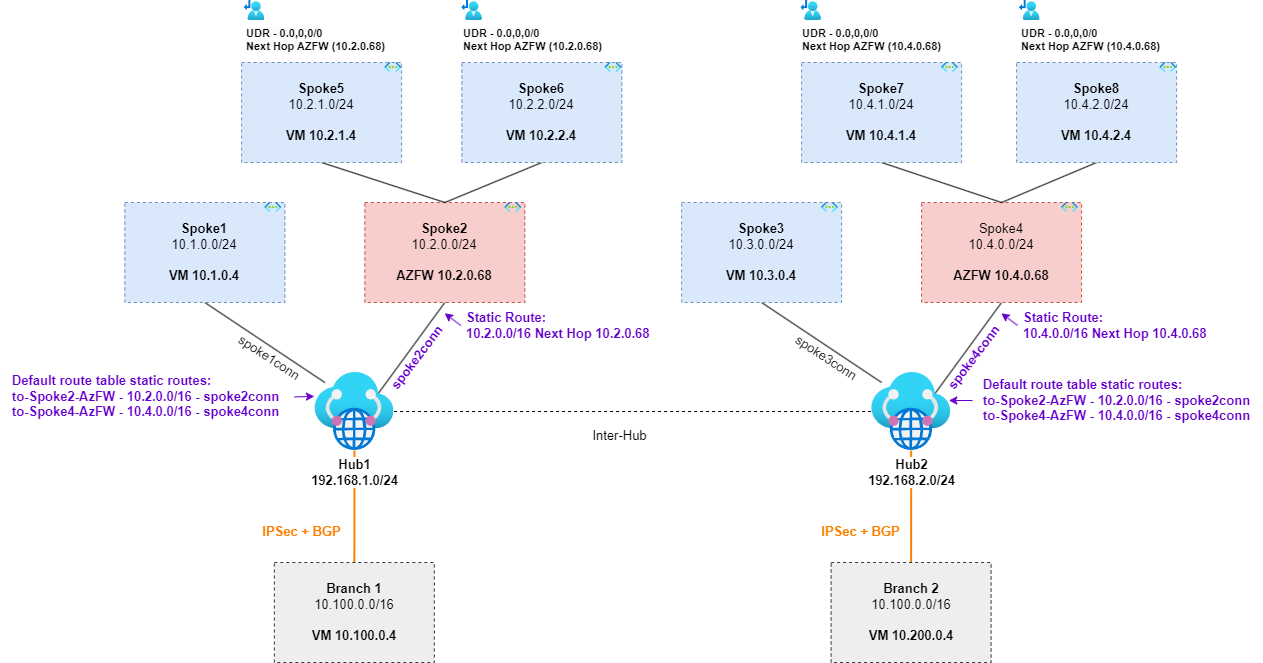 UDR - 0.0,0,0/0
Next Hop AZFW (10.2.0.68)
UDR - 0.0,0,0/0
Next Hop AZFW (10.2.0.68)
UDR - 0.0,0,0/0
Next Hop AZFW (10.4.0.68)
UDR - 0.0,0,0/0
Next Hop AZFW (10.4.0.68)
Spoke5
10.2.1.0/24
VM 10.2.1.4
Spoke6
10.2.2.0/24
VM 10.2.2.4
Spoke7
10.4.1.0/24
VM 10.4.1.4
Spoke8
10.4.2.0/24
VM 10.4.2.4
Spoke1
10.1.0.0/24
VM 10.1.0.4
Spoke2
10.2.0.0/24
AZFW 10.2.0.68
Spoke3
10.3.0.0/24
VM 10.3.0.4
Spoke4
10.4.0.0/24
AZFW 10.4.0.68
Static Route:
10.2.0.0/16 Next Hop 10.2.0.68
Static Route:
10.4.0.0/16 Next Hop 10.4.0.68
spoke1conn
spoke2conn
spoke3conn
spoke4conn
Default route table static routes:
to-Spoke2-AzFW - 10.2.0.0/16 - spoke2conn
to-Spoke4-AzFW - 10.4.0.0/16 - spoke4conn
Default route table static routes:
to-Spoke2-AzFW - 10.2.0.0/16 - spoke2conn
to-Spoke4-AzFW - 10.4.0.0/16 - spoke4conn
Inter-Hub
Hub1
192.168.1.0/24
Hub2
192.168.2.0/24
IPSec + BGP
IPSec + BGP
Branch 1
10.100.0.0/16
VM 10.100.0.4
Branch 2
10.100.0.0/16
VM 10.200.0.4